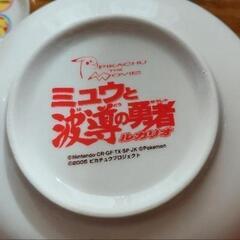 PIKACHU
THE
MOVIE
ミュウと
波導の勇者
ルカリオ
©Nintendo・CR・GF・TX・SP・JK ©Pokémon
©2005 ピカチュウプロジェクト